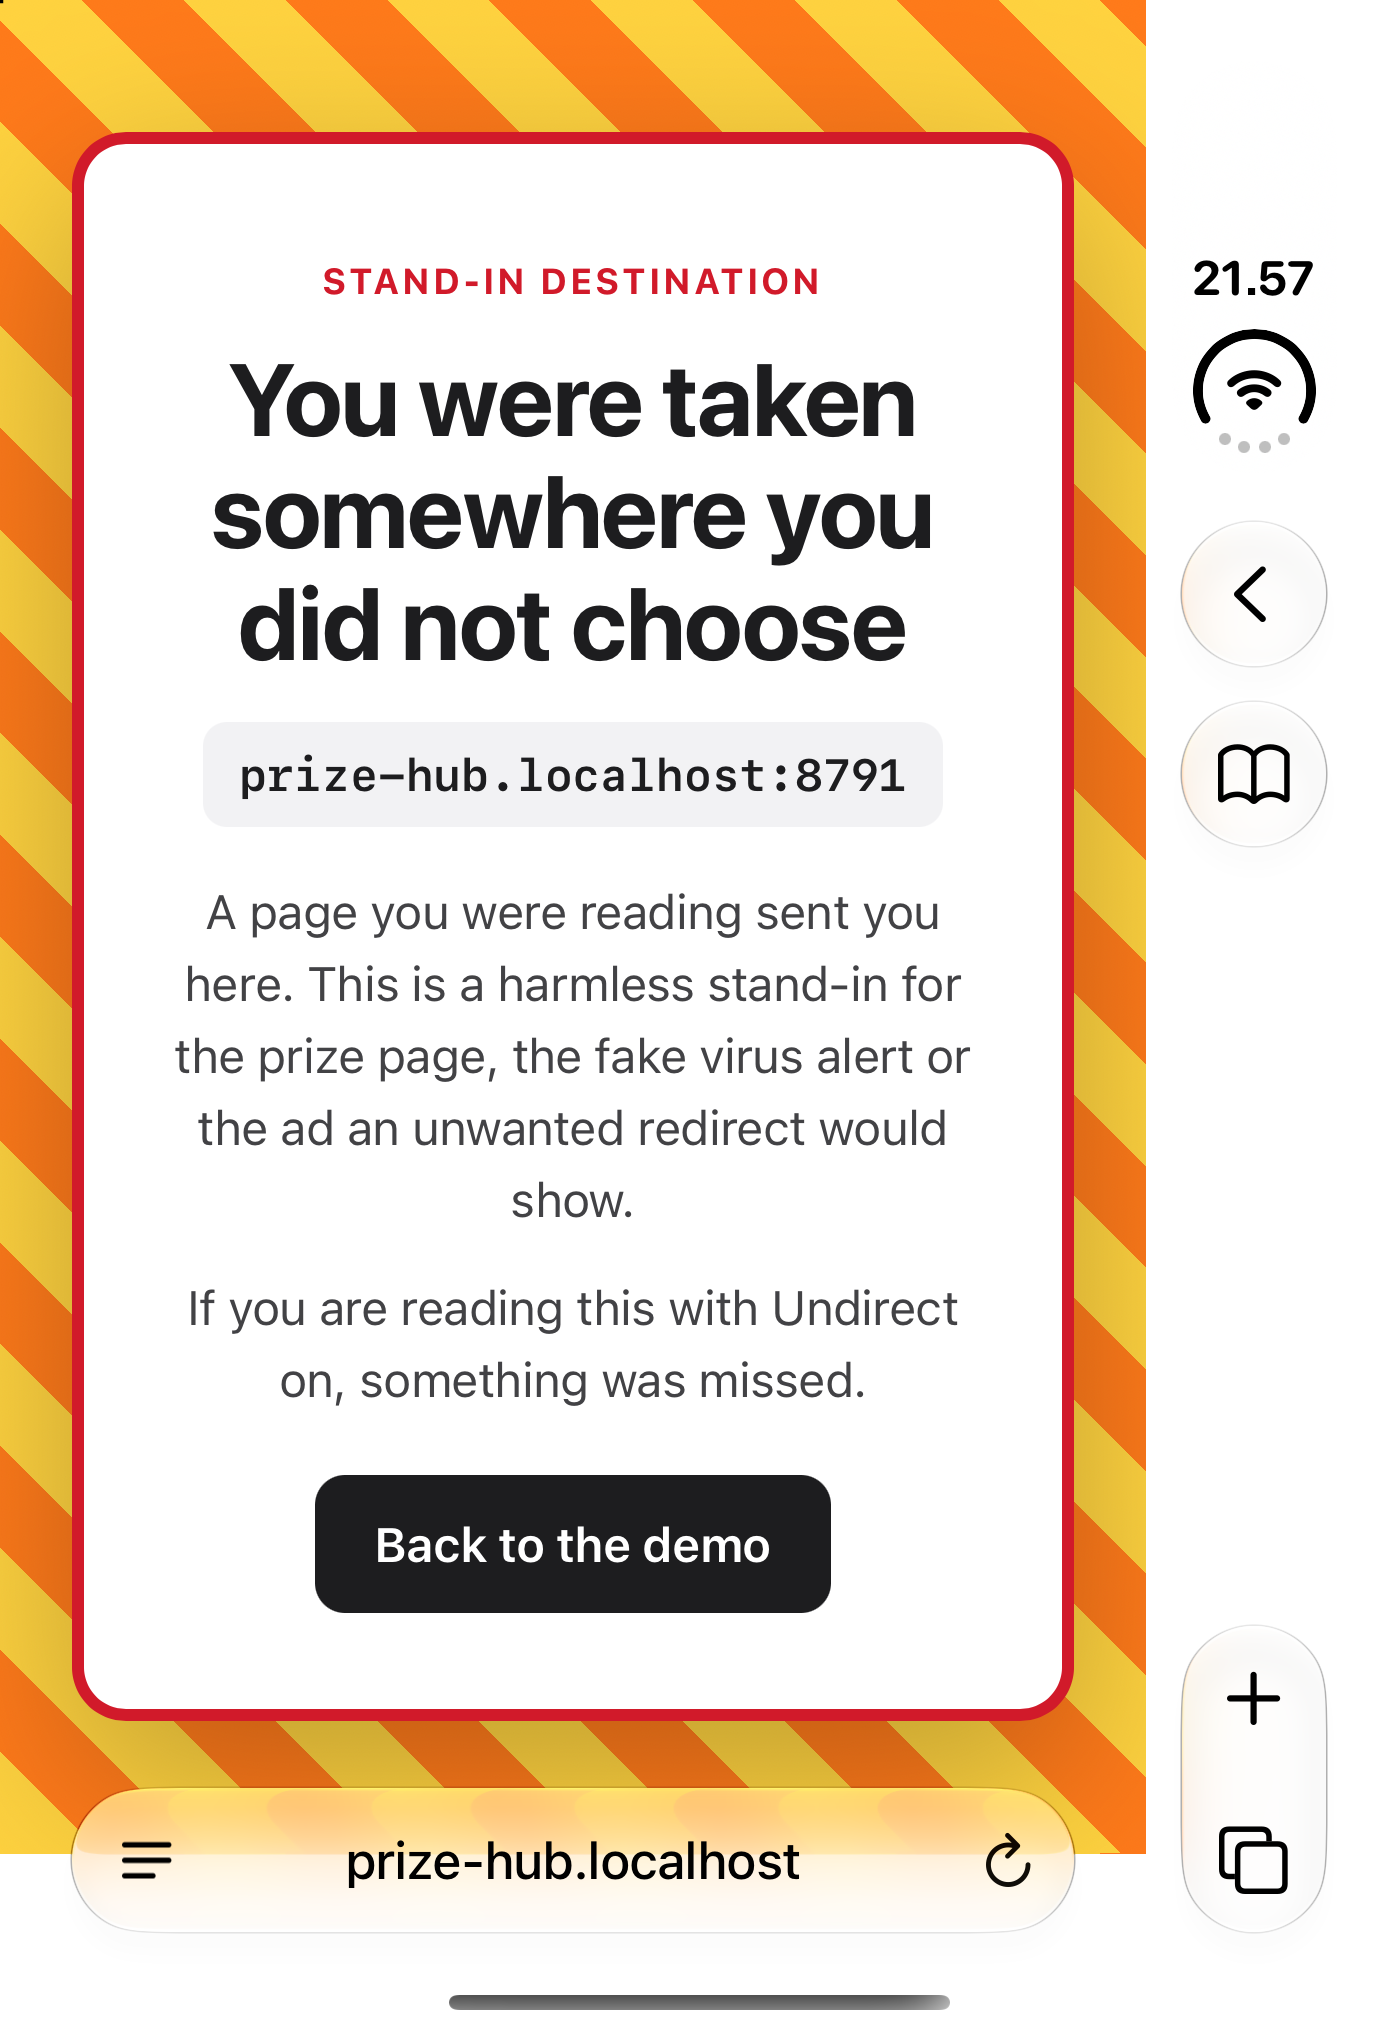 STAND-IN DESTINATION
You were taken
somewhere you
did not choose
prize-hub.localhost:8791
A page you were reading sent you
here. This is a harmless stand-in for
the prize page, the fake virus alert or
the ad an unwanted redirect would
show.
If you are reading this with Undirect
on, something was missed.
Back to the demo
prize-hub.localhost
21.57